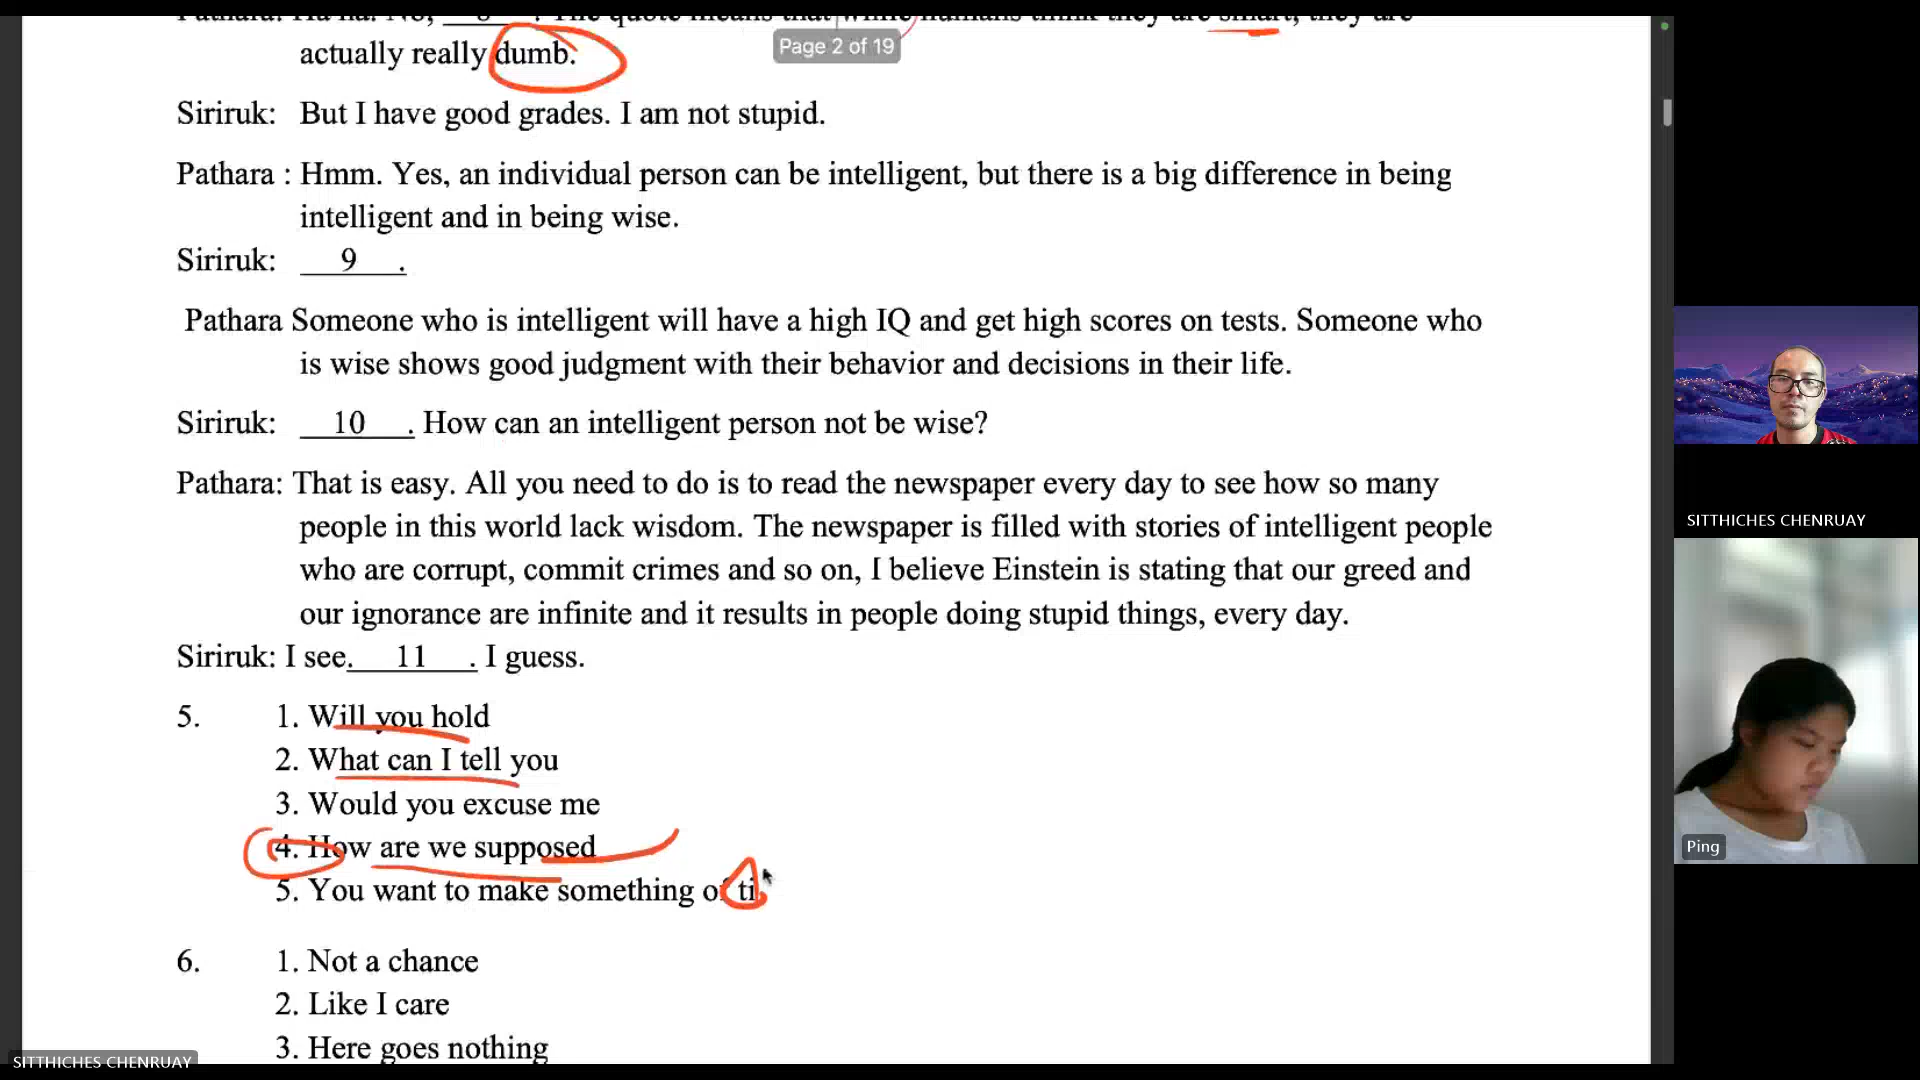 actually really dumb.
Page 2 of 19
Siriruk: But I have good grades. I am not stupid.
Pathara : Hmm. Yes, an individual person can be intelligent, but there is a big difference in being
intelligent and in being wise.
Siriruk: 9 .
Pathara Someone who is intelligent will have a high IQ and get high scores on tests. Someone who
is wise shows good judgment with their behavior and decisions in their life.
Siriruk: 10 . How can an intelligent person not be wise?
Pathara: That is easy. All you need to do is to read the newspaper every day to see how so many
people in this world lack wisdom. The newspaper is filled with stories of intelligent people
who are corrupt, commit crimes and so on, I believe Einstein is stating that our greed and
our ignorance are infinite and it results in people doing stupid things, every day.
Siriruk: I see. 11 . I guess.
5. 1. Will you hold
2. What can I tell you
3. Would you excuse me
4. How are we supposed
5. You want to make something of
6. 1. Not a chance
2. Like I care
3. Here goes nothing
SITTHICHES CHENRUAY
SITTHICHES CHENRUAY
Ping